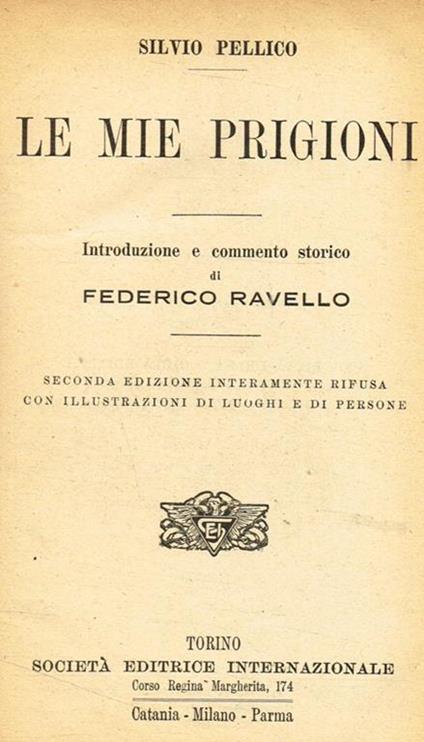 SILVIO PELLICO
LE MIE PRIGIONI
Introduzione e commento storico
di
FEDERICO RAVELLO
SECONDA EDIZIONE INTERAMENTE RIFUSA
CON ILLUSTRAZIONI DI LUOGHI E DI PERSONE
TORINO
SOCIETÀ EDITRICE INTERNAZIONALE
Corso Regina Margherita, 174
Catania - Milano - Parma